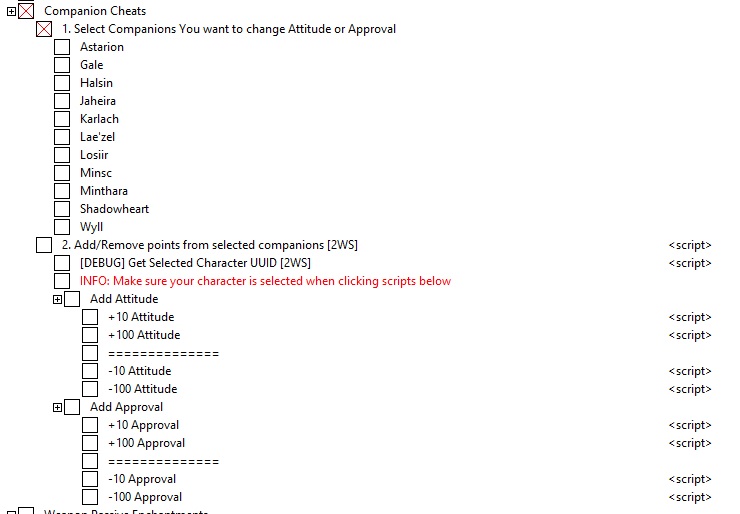 Companion Cheats
1. Select Companions You want to change Attitude or Approval
Astarion
Gale
Halsin
Jaheira
Karlach
Lae'zel
Losiir
Minsc
Minthara
Shadowheart
Wyll
2. Add/Remove points from selected companions [2WS] <script>
[DEBUG] Get Selected Character UUID [2WS] <script>
INFO: Make sure your character is selected when clicking scripts below
Add Attitude
+10 Attitude <script>
+100 Attitude <script>
==============
-10 Attitude <script>
-100 Attitude <script>
Add Approval
+10 Approval <script>
+100 Approval <script>
==============
-10 Approval <script>
-100 Approval <script>
Weapon Passive Enchantments